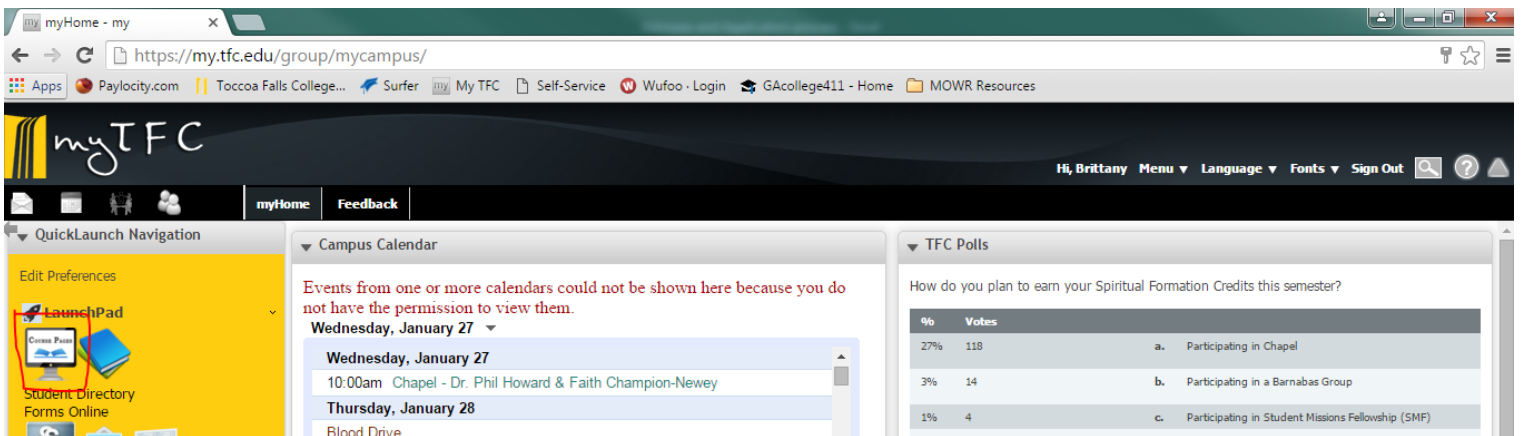 myHome - my
https://my.tfc.edu/group/mycampus/
Apps Paylocity.com Toccoa Falls College... Surfer My TFC Self-Service Wufoo · Login GAcollege411 - Home MOWR Resources
myTFC
Hi, Brittany Menu ▼ Language ▼ Fonts ▼ Sign Out ?
myHome Feedback
QuickLaunch Navigation
Edit Preferences
LaunchPad
Course Pages
Student Directory
Forms Online
Campus Calendar
Events from one or more calendars could not be shown here because you do
not have the permission to view them.
Wednesday, January 27 ▼
Wednesday, January 27
10:00am Chapel - Dr. Phil Howard & Faith Champion-Newey
Thursday, January 28
Blood Drive
TFC Polls
How do you plan to earn your Spiritual Formation Credits this semester?
% Votes
27% 118 a. Participating in Chapel
3% 14 b. Participating in a Barnabas Group
1% 4 c. Participating in Student Missions Fellowship (SMF)